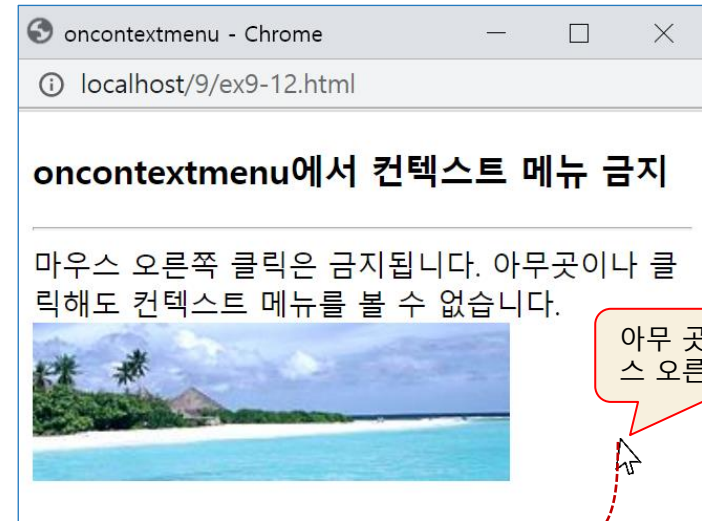 oncontextmenu - Chrome
localhost/9/ex9-12.html
oncontextmenu에서 컨텍스트 메뉴 금지
마우스 오른쪽 클릭은 금지됩니다. 아무곳이나 클
릭해도 컨텍스트 메뉴를 볼 수 없습니다.
아무 곳
스 오른